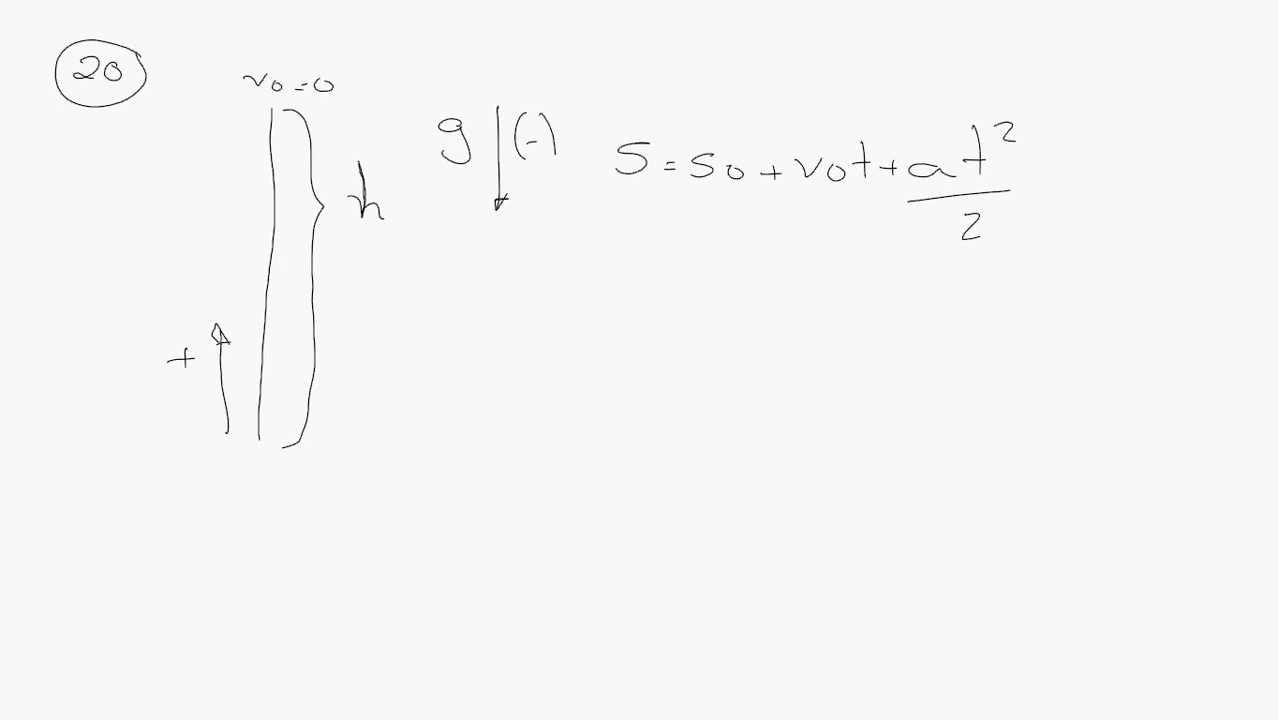 20
v0=0
g (-)
h
+
S=S0+v0t+at²/2